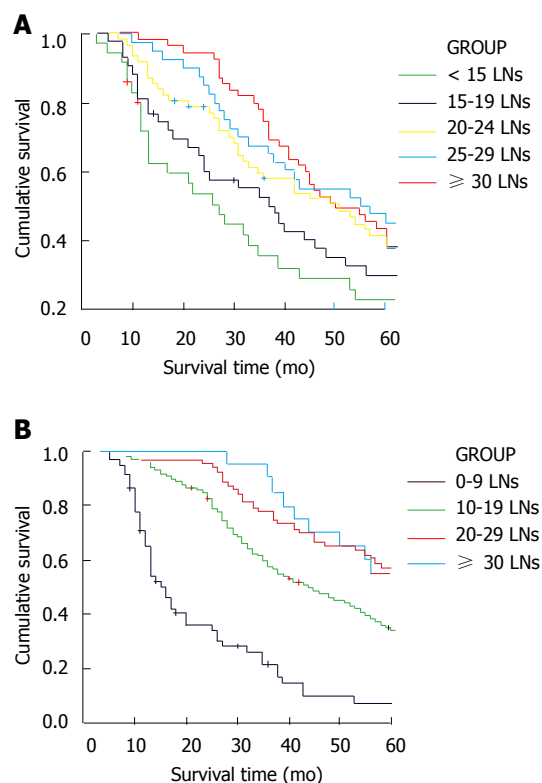 A
1.0
0.8
0.6
0.4
0.2
Cumulative survival
0 10 20 30 40 50 60
Survival time (mo)
GROUP
< 15 LNs
15-19 LNs
20-24 LNs
25-29 LNs
⩾ 30 LNs
B
1.0
0.8
0.6
0.4
0.2
0.0
Cumulative survival
0 10 20 30 40 50 60
Survival time (mo)
GROUP
0-9 LNs
10-19 LNs
20-29 LNs
⩾ 30 LNs